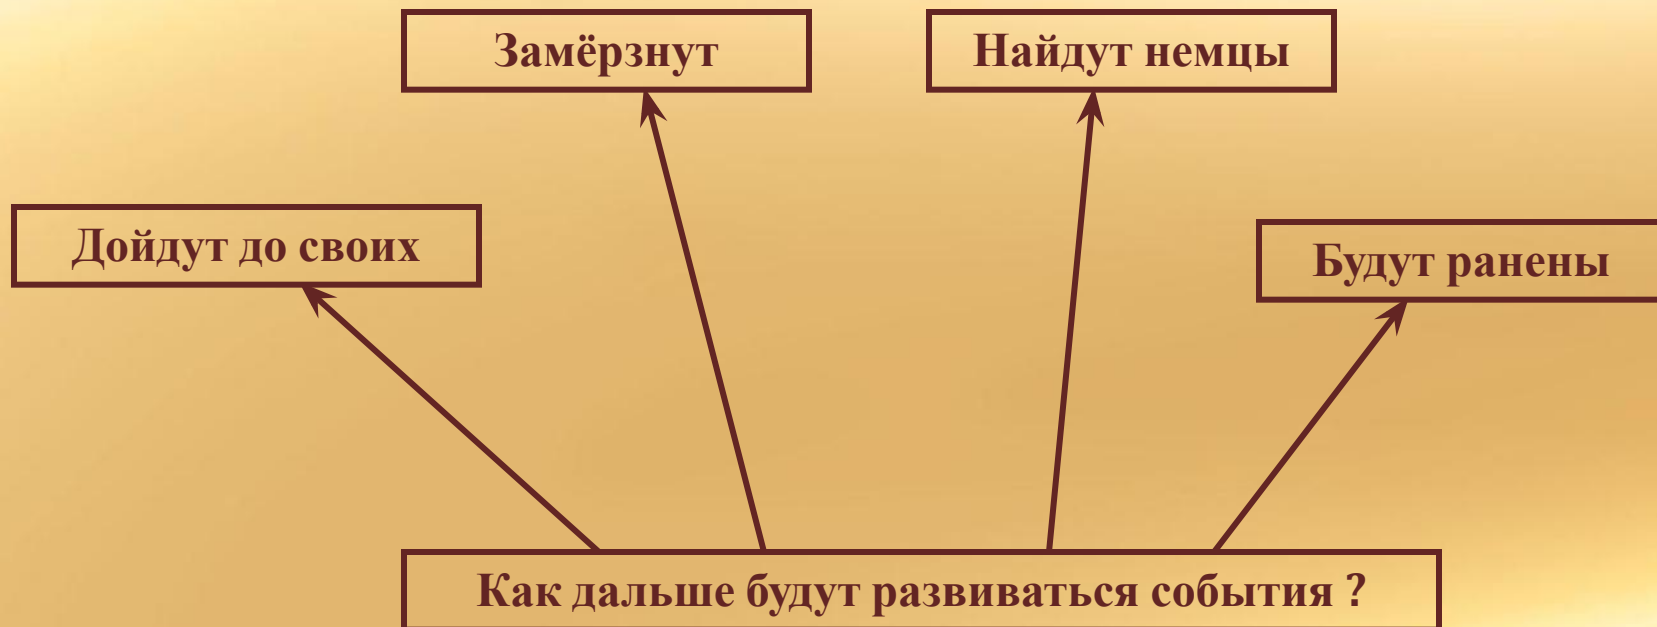 Замёрзнут
Найдут немцы
Дойдут до своих
Будут ранены
Как дальше будут развиваться события ?